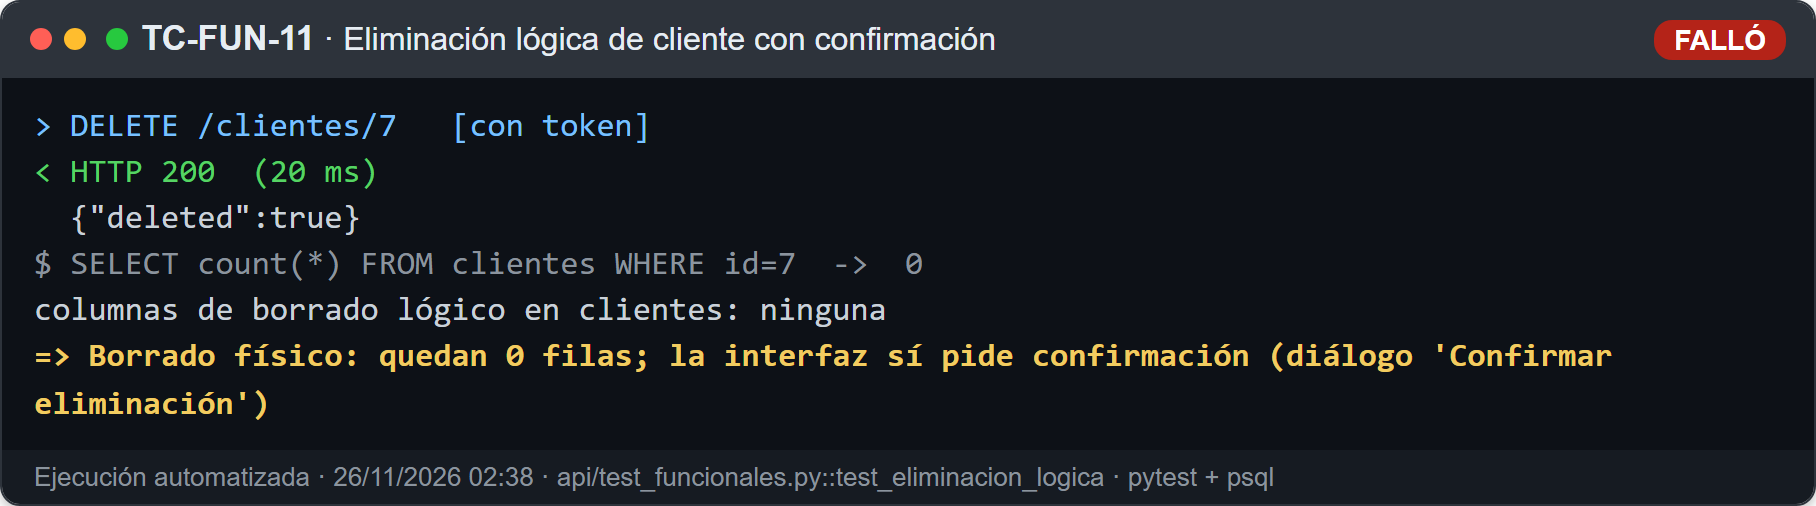 TC-FUN-11 · Eliminación lógica de cliente con confirmación FALLÓ
> DELETE /clientes/7 [con token]
< HTTP 200 (20 ms)
{"deleted":true}
$ SELECT count(*) FROM clientes WHERE id=7 -> 0
columnas de borrado lógico en clientes: ninguna
=> Borrado físico: quedan 0 filas; la interfaz sí pide confirmación (diálogo 'Confirmar
eliminación')
Ejecución automatizada · 26/11/2026 02:38 · api/test_funcionales.py::test_eliminacion_logica · pytest + psql